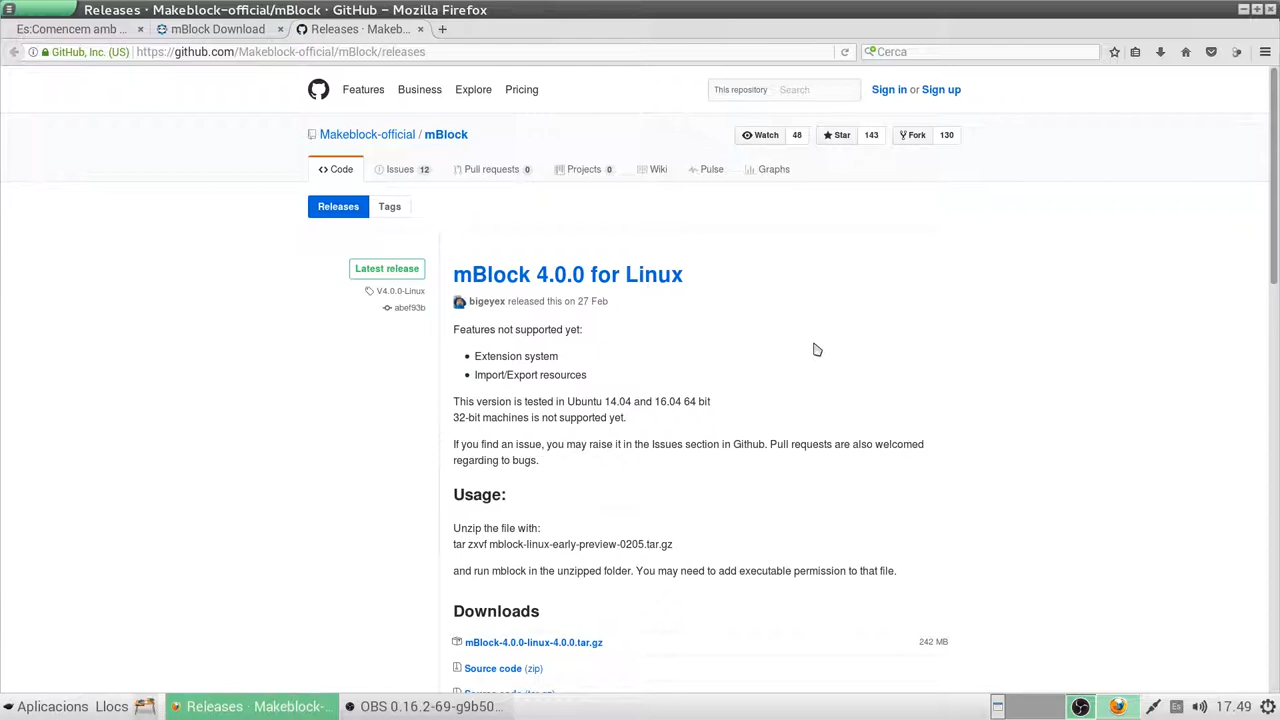 Releases · Makeblock-official/mBlock · GitHub – Mozilla Firefox
Es:Comencem amb ...
mBlock Download
Releases · Makeb...
GitHub, Inc. (US)
https://github.com/Makeblock-official/mBlock/releases
Cerca
Features
Business
Explore
Pricing
This repository
Search
Sign in or Sign up
Makeblock-official / mBlock
Watch 48
Star 143
Fork 130
Code
Issues 12
Pull requests 0
Projects 0
Wiki
Pulse
Graphs
Releases
Tags
Latest release
V4.0.0-Linux
abef93b
mBlock 4.0.0 for Linux
bigeyex released this on 27 Feb
Features not supported yet:
• Extension system
• Import/Export resources
This version is tested in Ubuntu 14.04 and 16.04 64 bit
32-bit machines is not supported yet.
If you find an issue, you may raise it in the Issues section in Github. Pull requests are also welcomed
regarding to bugs.
Usage:
Unzip the file with:
tar zxvf mblock-linux-early-preview-0205.tar.gz
and run mblock in the unzipped folder. You may need to add executable permission to that file.
Downloads
mBlock-4.0.0-linux-4.0.0.tar.gz
242 MB
Source code (zip)
Source code (tar.gz)
Aplicacions
Llocs
Releases · Makeblock-...
OBS 0.16.2-69-g9b50...
Es
17.49